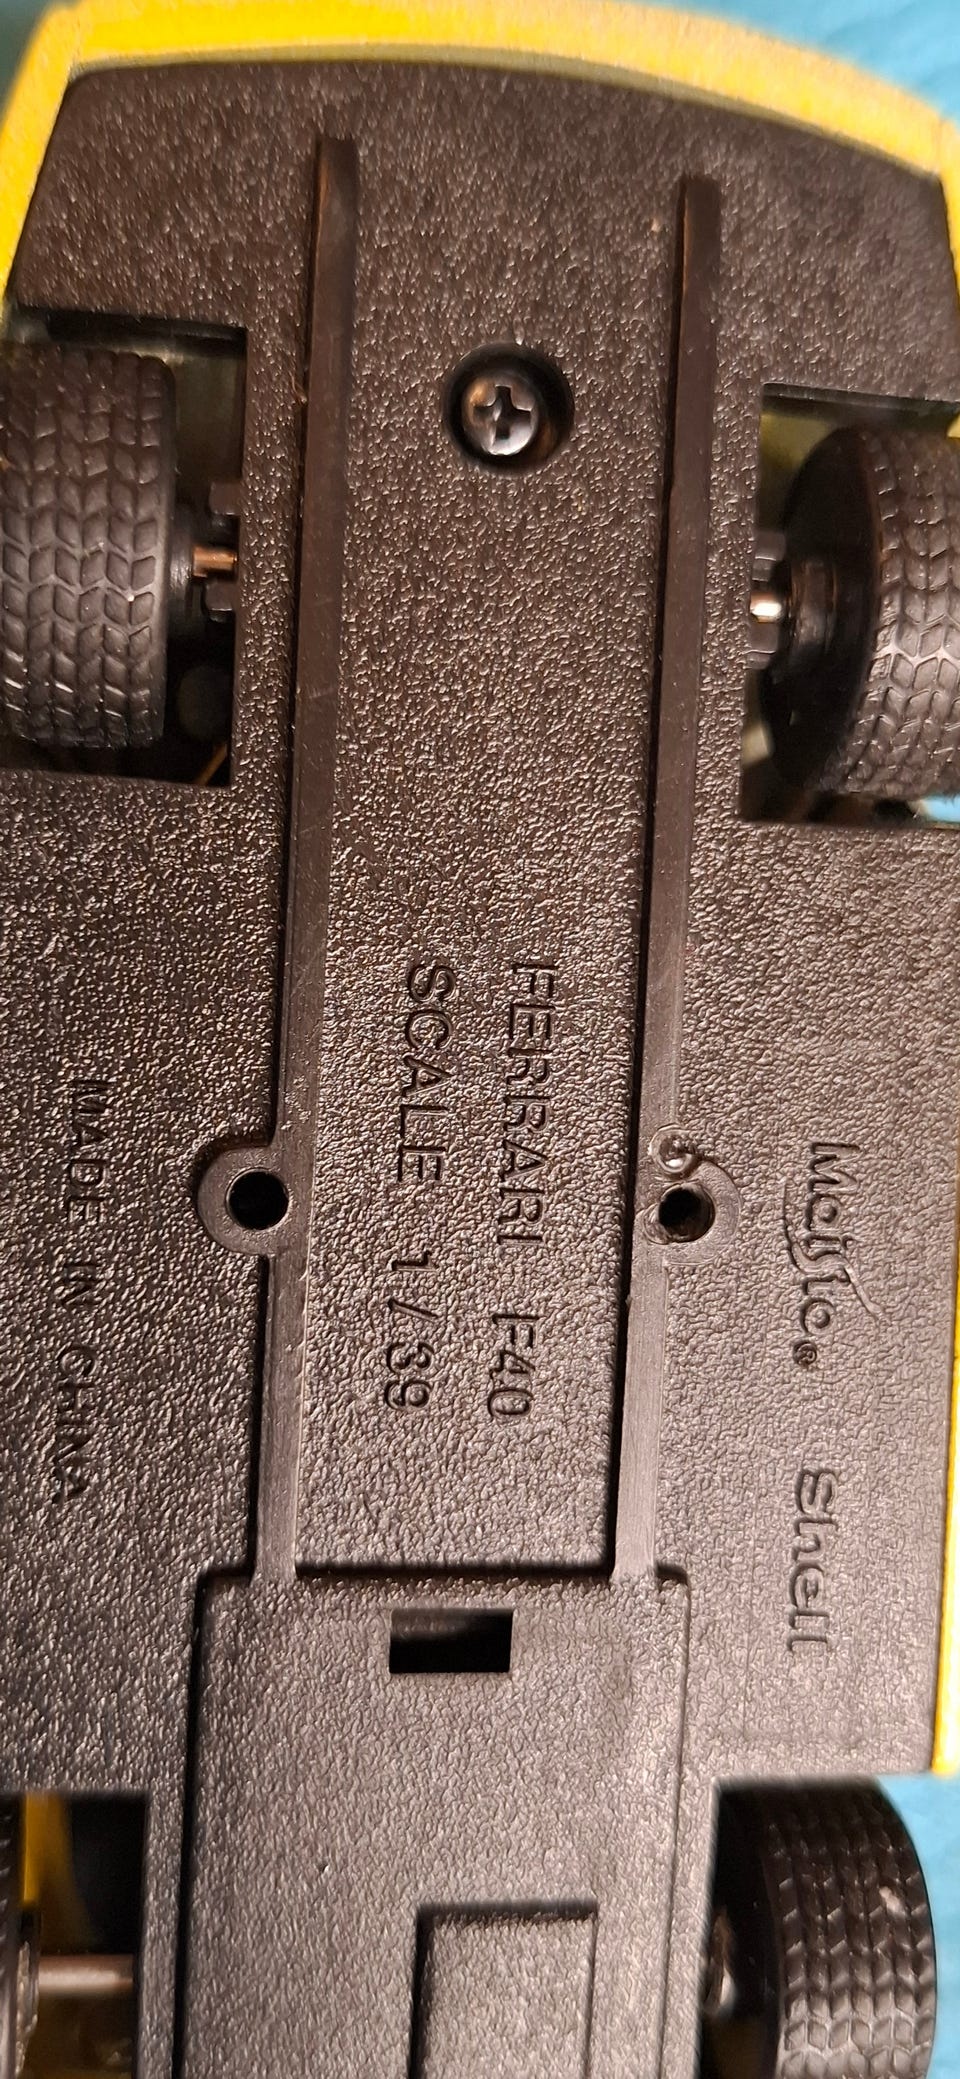 Maisto® Shell
FERRARI F40
SCALE 1/39
MADE IN CHINA